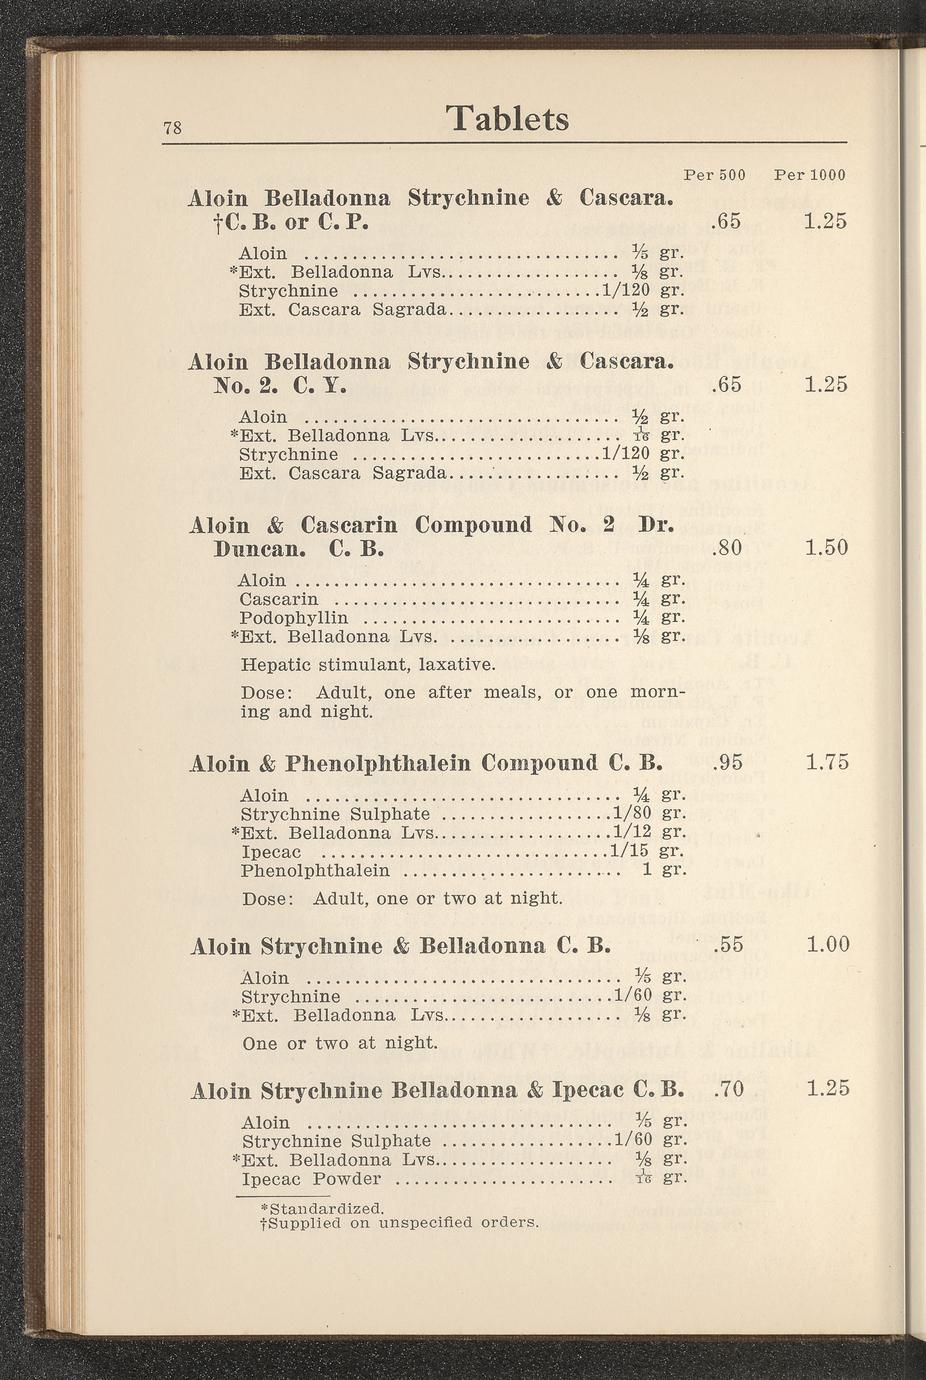 78
Tablets
Per 500 Per 1000
Aloin Belladonna Strychnine & Cascara.
†C. B. or C. P. .65 1.25
Aloin ................................. ⅕ gr.
*Ext. Belladonna Lvs.................. ⅛ gr.
Strychnine ..........................1/120 gr.
Ext. Cascara Sagrada.................. ½ gr.
Aloin Belladonna Strychnine & Cascara.
No. 2. C. Y. .65 1.25
Aloin ................................. ½ gr.
*Ext. Belladonna Lvs................... 1/16 gr.
Strychnine ..........................1/120 gr.
Ext. Cascara Sagrada.................. ½ gr.
Aloin & Cascarin Compound No. 2 Dr.
Duncan. C. B. .80 1.50
Aloin .................................. ¼ gr.
Cascarin .............................. ¼ gr.
Podophyllin ........................... ¼ gr.
*Ext. Belladonna Lvs. .................. ⅛ gr.
Hepatic stimulant, laxative.
Dose: Adult, one after meals, or one morn-
ing and night.
Aloin & Phenolphthalein Compound C. B. .95 1.75
Aloin ................................. ¼ gr.
Strychnine Sulphate ..................1/80 gr.
*Ext. Belladonna Lvs..................1/12 gr.
Ipecac ..............................1/15 gr.
Phenolphthalein ....................... 1 gr.
Dose: Adult, one or two at night.
Aloin Strychnine & Belladonna C. B. .55 1.00
Aloin .................................. ⅕ gr.
Strychnine ...........................1/60 gr.
*Ext. Belladonna Lvs................... ⅛ gr.
One or two at night.
Aloin Strychnine Belladonna & Ipecac C. B. .70 1.25
Aloin ................................ ⅕ gr.
Strychnine Sulphate ..................1/60 gr.
*Ext. Belladonna Lvs................... ⅛ gr.
Ipecac Powder ....................... 1/16 gr.
*Standardized.
†Supplied on unspecified orders.